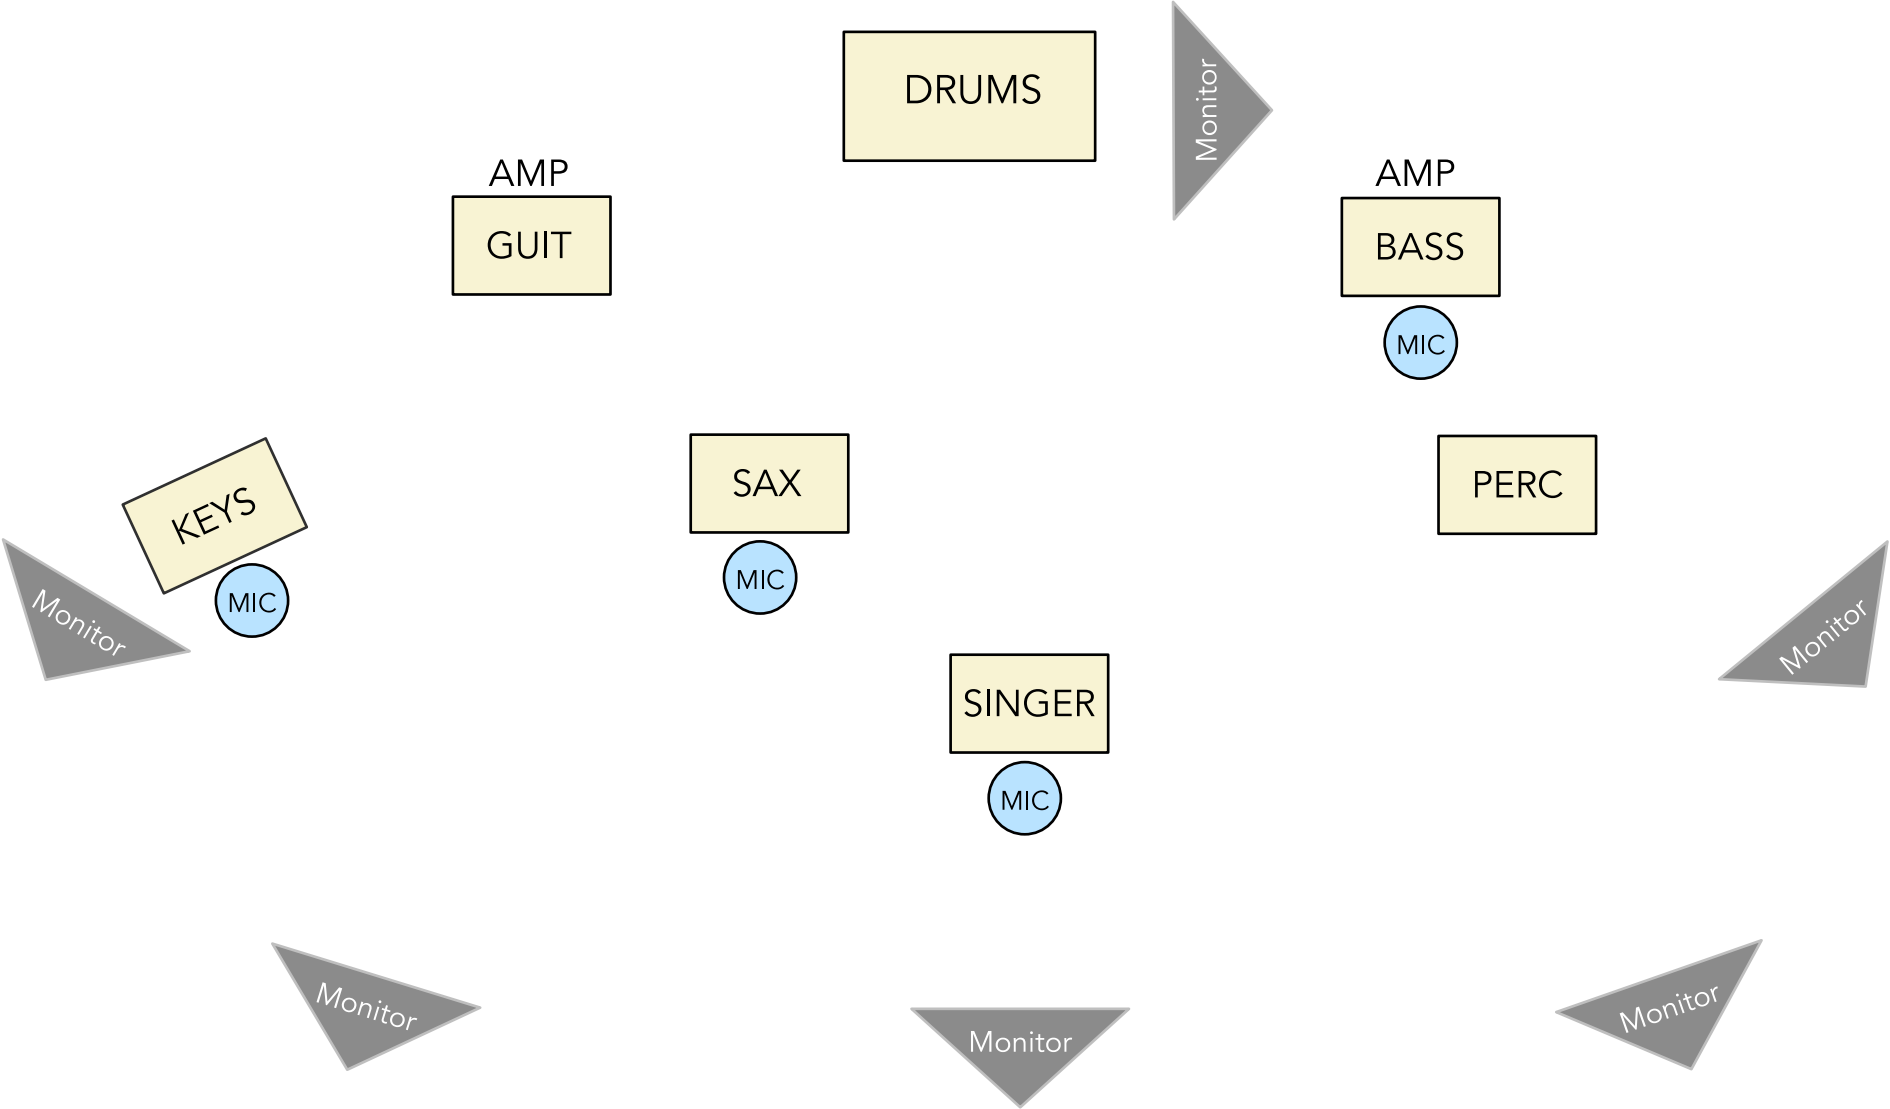 DRUMS
Monitor
AMP
AMP
GUIT
BASS
MIC
SAX
PERC
KEYS
MIC
MIC
Monitor
Monitor
SINGER
MIC
Monitor
Monitor
Monitor